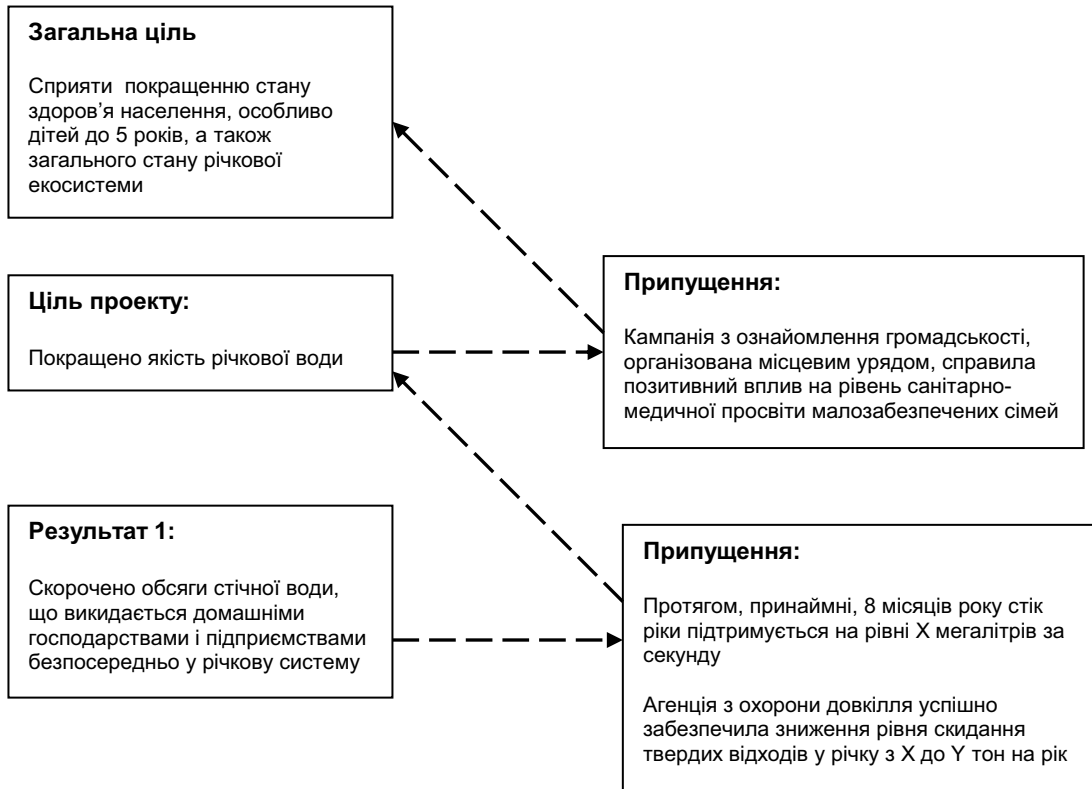 Загальна ціль
Сприяти покращенню стану
здоров’я населення, особливо
дітей до 5 років, а також
загального стану річкової
екосистеми
Ціль проекту:
Покращено якість річкової води
Припущення:
Кампанія з ознайомлення громадськості,
організована місцевим урядом, справила
позитивний вплив на рівень санітарно-
медичної просвіти малозабезпечених сімей
Результат 1:
Скорочено обсяги стічної води,
що викидається домашніми
господарствами і підприємствами
безпосередньо у річкову систему
Припущення:
Протягом, принаймні, 8 місяців року стік
ріки підтримується на рівні X мегалітрів за
секунду
Агенція з охорони довкілля успішно
забезпечила зниження рівня скидання
твердих відходів у річку з X до Y тон на рік